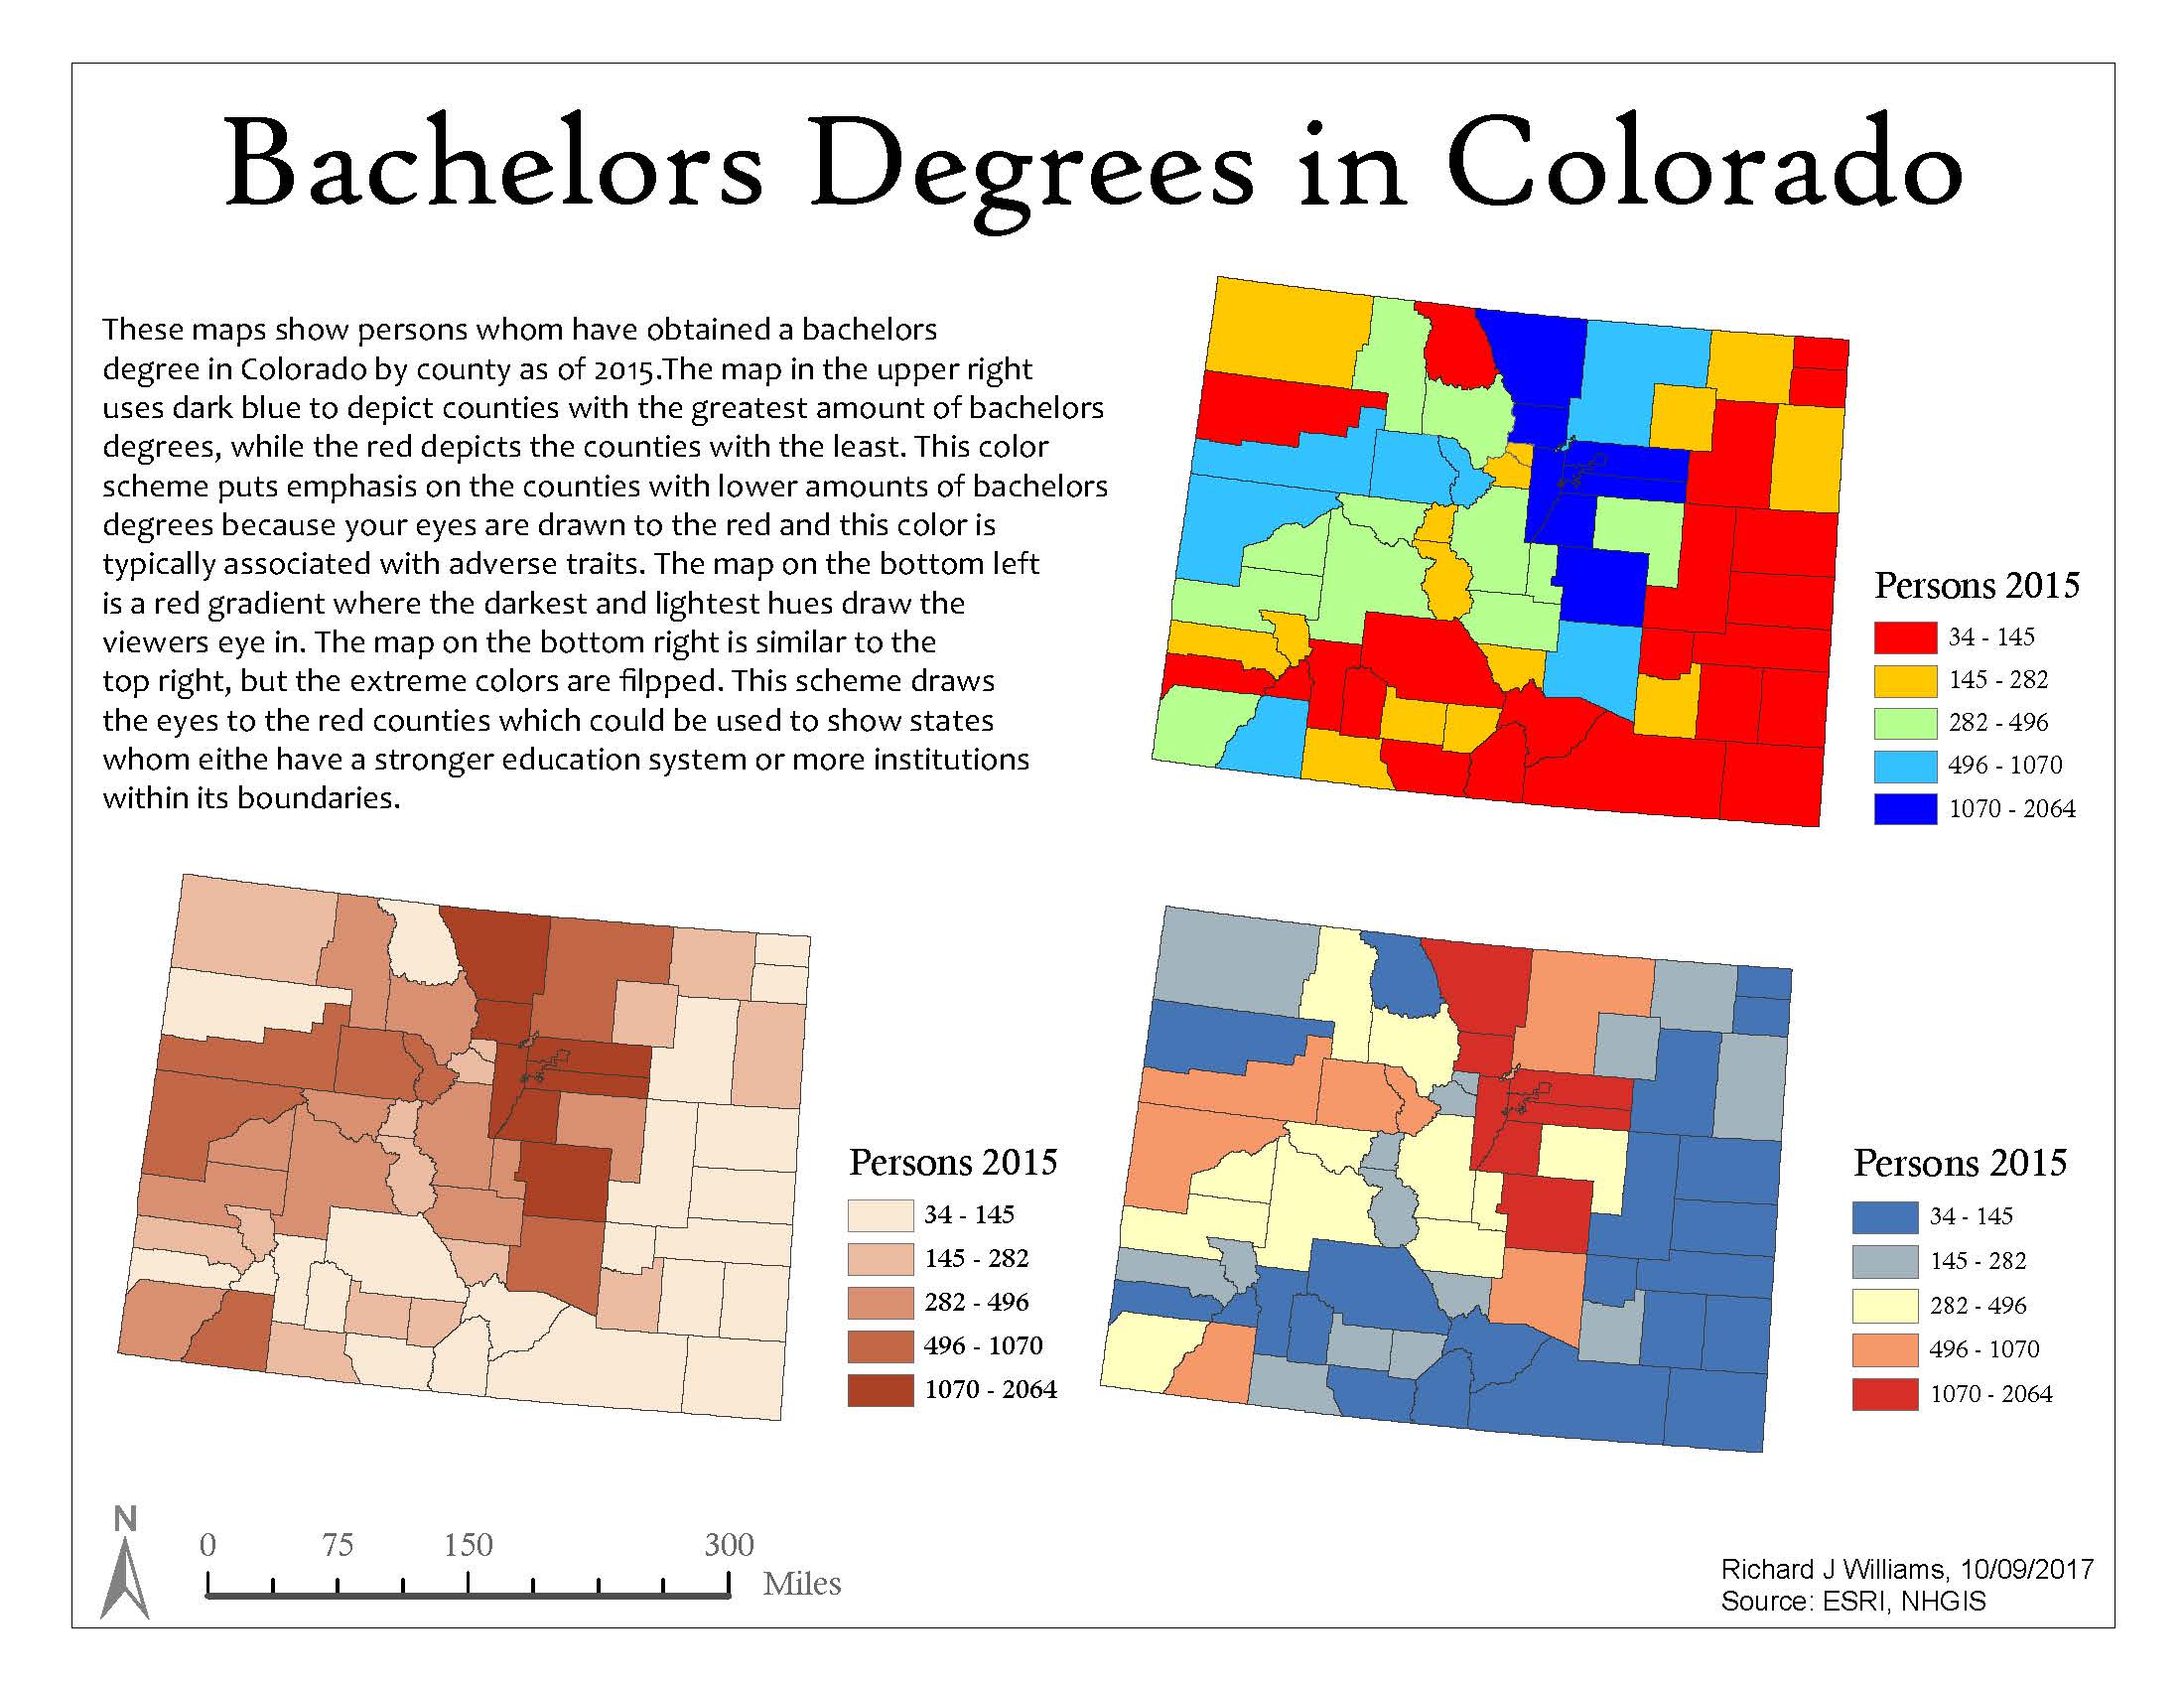 Bachelors Degrees in Colorado
These maps show persons whom have obtained a bachelors
degree in Colorado by county as of 2015.The map in the upper right
uses dark blue to depict counties with the greatest amount of bachelors
degrees, while the red depicts the counties with the least. This color
scheme puts emphasis on the counties with lower amounts of bachelors
degrees because your eyes are drawn to the red and this color is
typically associated with adverse traits. The map on the bottom left
is a red gradient where the darkest and lightest hues draw the
viewers eye in. The map on the bottom right is similar to the
top right, but the extreme colors are filpped. This scheme draws
the eyes to the red counties which could be used to show states
whom eithe have a stronger education system or more institutions
within its boundaries.
Persons 2015
34 - 145
145 - 282
282 - 496
496 - 1070
1070 - 2064
Persons 2015
34 - 145
145 - 282
282 - 496
496 - 1070
1070 - 2064
Persons 2015
34 - 145
145 - 282
282 - 496
496 - 1070
1070 - 2064
N
0 75 150 300
Miles
Richard J Williams, 10/09/2017
Source: ESRI, NHGIS